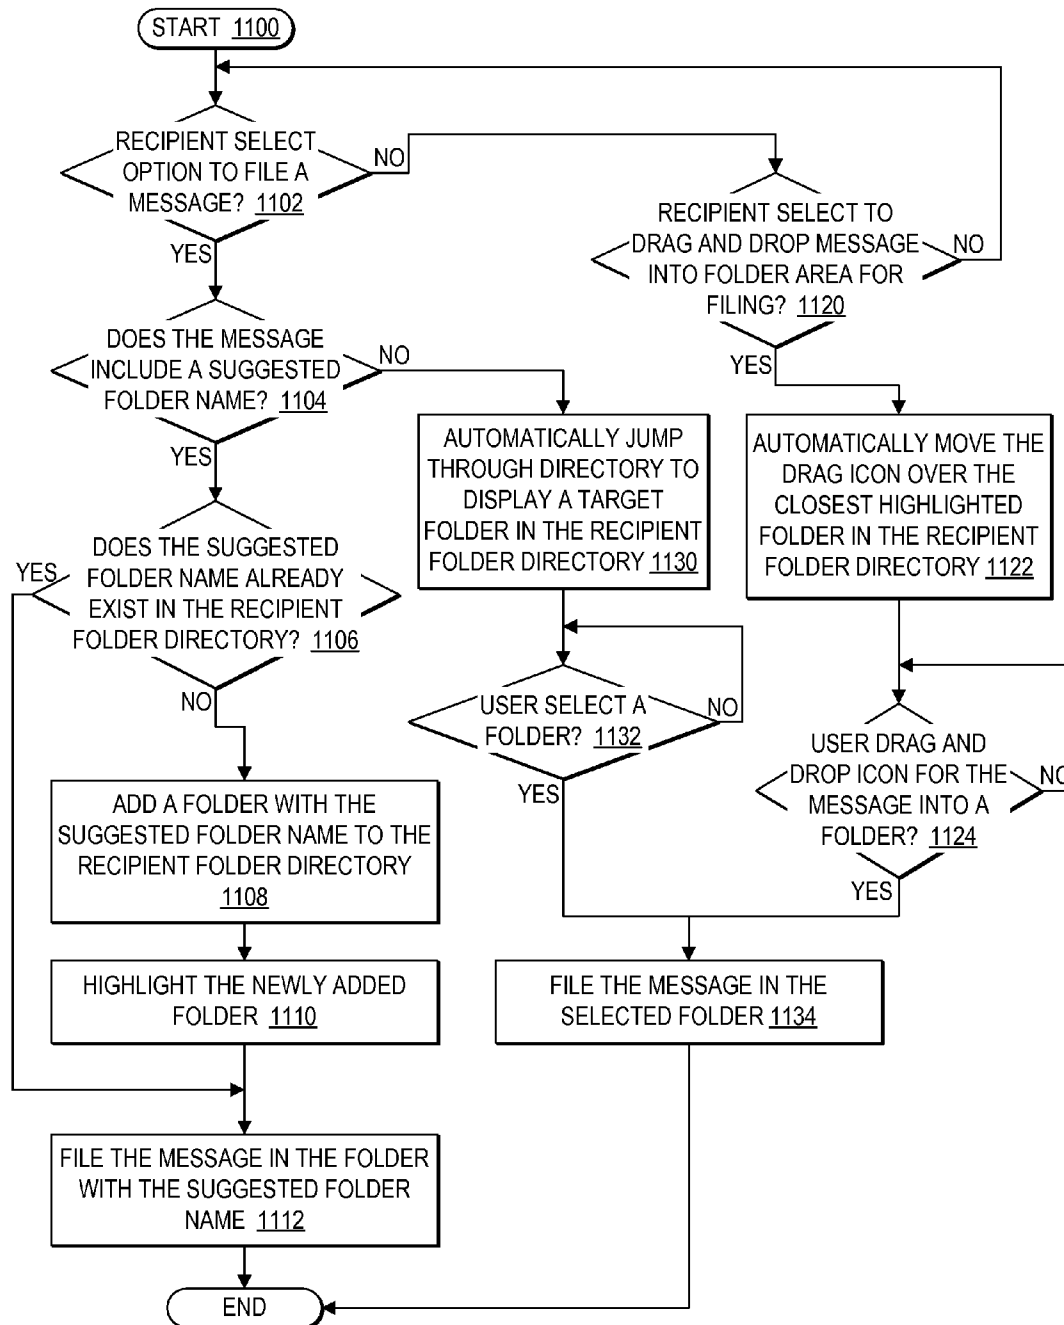 START 1100
RECIPIENT SELECT
OPTION TO FILE A
MESSAGE? 1102
NO
YES
RECIPIENT SELECT TO
DRAG AND DROP MESSAGE
INTO FOLDER AREA FOR
FILING? 1120
NO
YES
DOES THE MESSAGE
INCLUDE A SUGGESTED
FOLDER NAME? 1104
NO
YES
AUTOMATICALLY JUMP
THROUGH DIRECTORY TO
DISPLAY A TARGET
FOLDER IN THE RECIPIENT
FOLDER DIRECTORY 1130
AUTOMATICALLY MOVE THE
DRAG ICON OVER THE
CLOSEST HIGHLIGHTED
FOLDER IN THE RECIPIENT
FOLDER DIRECTORY 1122
DOES THE SUGGESTED
FOLDER NAME ALREADY
EXIST IN THE RECIPIENT
FOLDER DIRECTORY? 1106
YES
NO
USER SELECT A
FOLDER? 1132
NO
YES
USER DRAG AND
DROP ICON FOR THE
MESSAGE INTO A
FOLDER? 1124
NO
YES
ADD A FOLDER WITH THE
SUGGESTED FOLDER NAME TO THE
RECIPIENT FOLDER DIRECTORY
1108
HIGHLIGHT THE NEWLY ADDED
FOLDER 1110
FILE THE MESSAGE IN THE
SELECTED FOLDER 1134
FILE THE MESSAGE IN THE FOLDER
WITH THE SUGGESTED FOLDER
NAME 1112
END